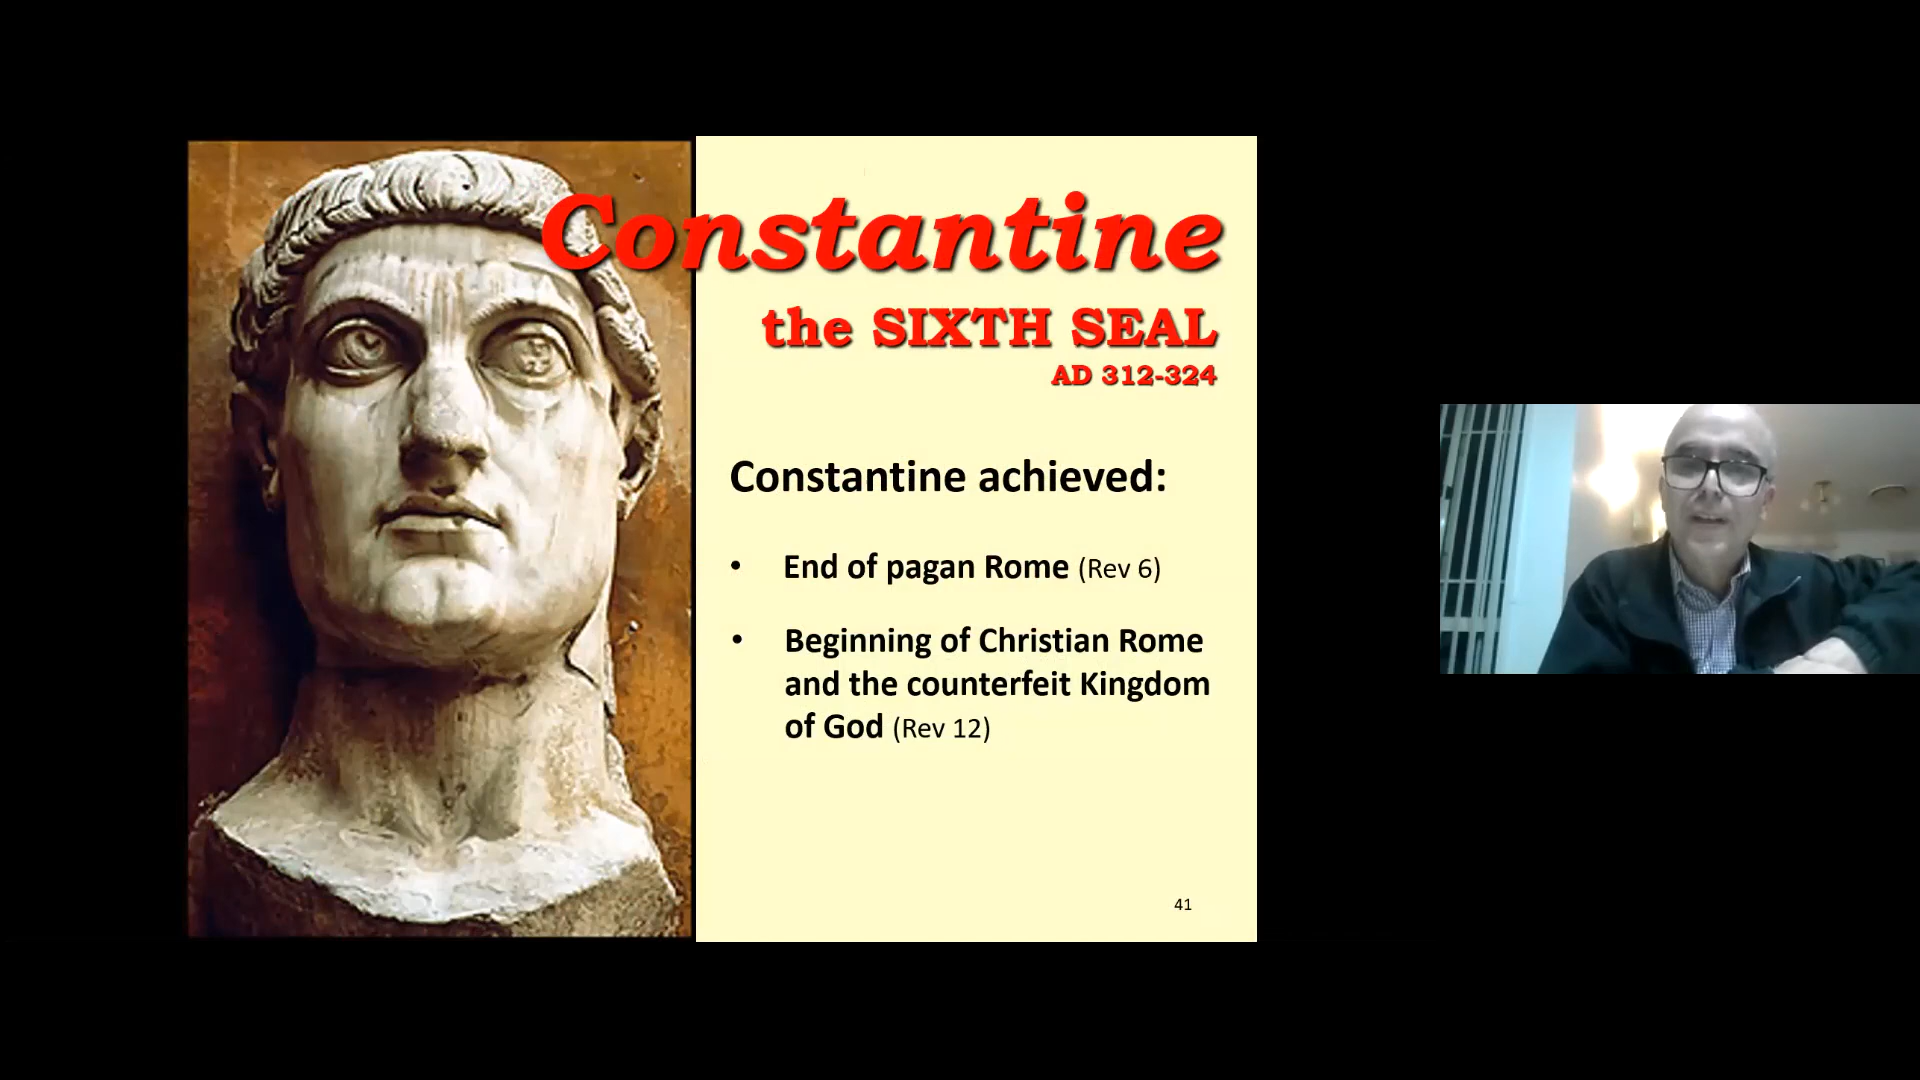 Constantine
the SIXTH SEAL
AD 312-324
Constantine achieved:
• End of pagan Rome (Rev 6)
• Beginning of Christian Rome
and the counterfeit Kingdom
of God (Rev 12)
41